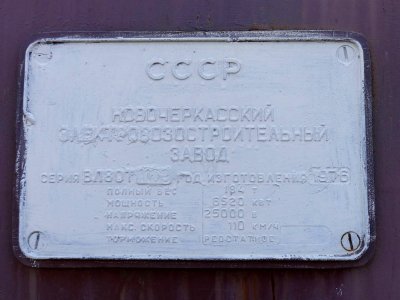 СССР
НОВОЧЕРКАССКИЙ
ЭЛЕКТРОВОЗОСТРОИТЕЛЬНЫЙ
ЗАВОД
СЕРИЯ ВЛ80Т ГОД ИЗГОТОВЛЕНИЯ 1976
ПОЛНЫЙ ВЕС 184 Т
МОЩНОСТЬ 6520 КВТ
НАПРЯЖЕНИЕ 25000 В
МАКС. СКОРОСТЬ 110 КМ/Ч
ТОРМОЖЕНИЕ РЕОСТАТНОЕ